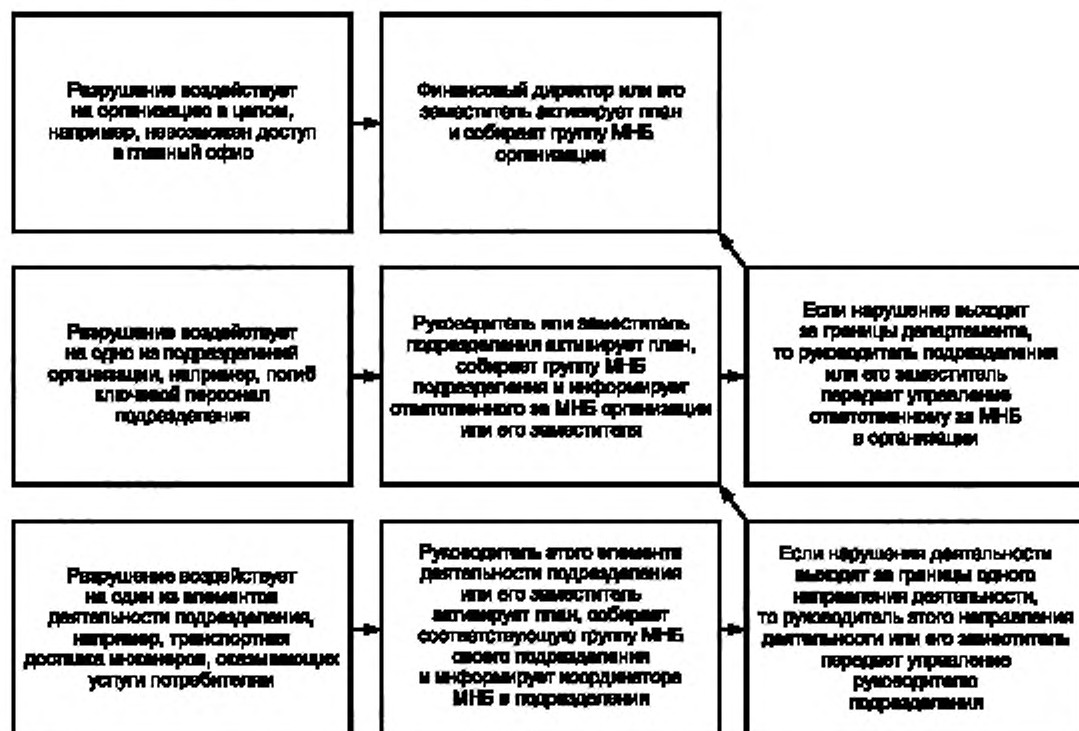 Разрушение воздействует
на организацию в целом,
например, невозможен доступ
в главный офис
Финансовый директор или его
заместитель активирует план
и собирает группу МНБ
организации
Разрушение воздействует
на одно из подразделений
организации, например, погиб
ключевой персонал
подразделения
Руководитель или заместитель
подразделения активирует план,
собирает группу МНБ
подразделения и информирует
ответственного за МНБ организации
или его заместителя
Если нарушение выходит
за границы департамента,
то руководитель подразделения
или его заместитель
передает управление
ответственному за МНБ
в организации
Разрушение воздействует
на один из элементов
деятельности подразделения,
например, транспортная
доставка инженеров, оказывающих
услуги потребителям
Руководитель этого элемента
деятельности подразделения
или его заместитель
активирует план, собирает
соответствующую группу МНБ
своего подразделения
и информирует координатора
МНБ в подразделения
Если нарушения деятельности
выходит за границы одного
направления деятельности,
то руководитель этого направления
деятельности или его заместитель
передает управление
руководителю
подразделения